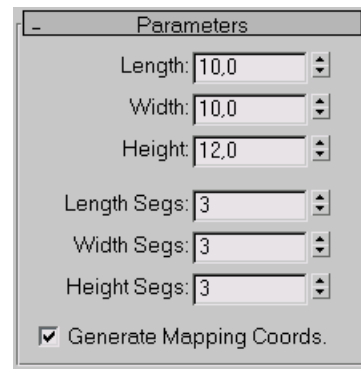 - Parameters
Length: 10,0
Width: 10,0
Height: 12,0
Length Segs: 3
Width Segs: 3
Height Segs: 3
Generate Mapping Coords.